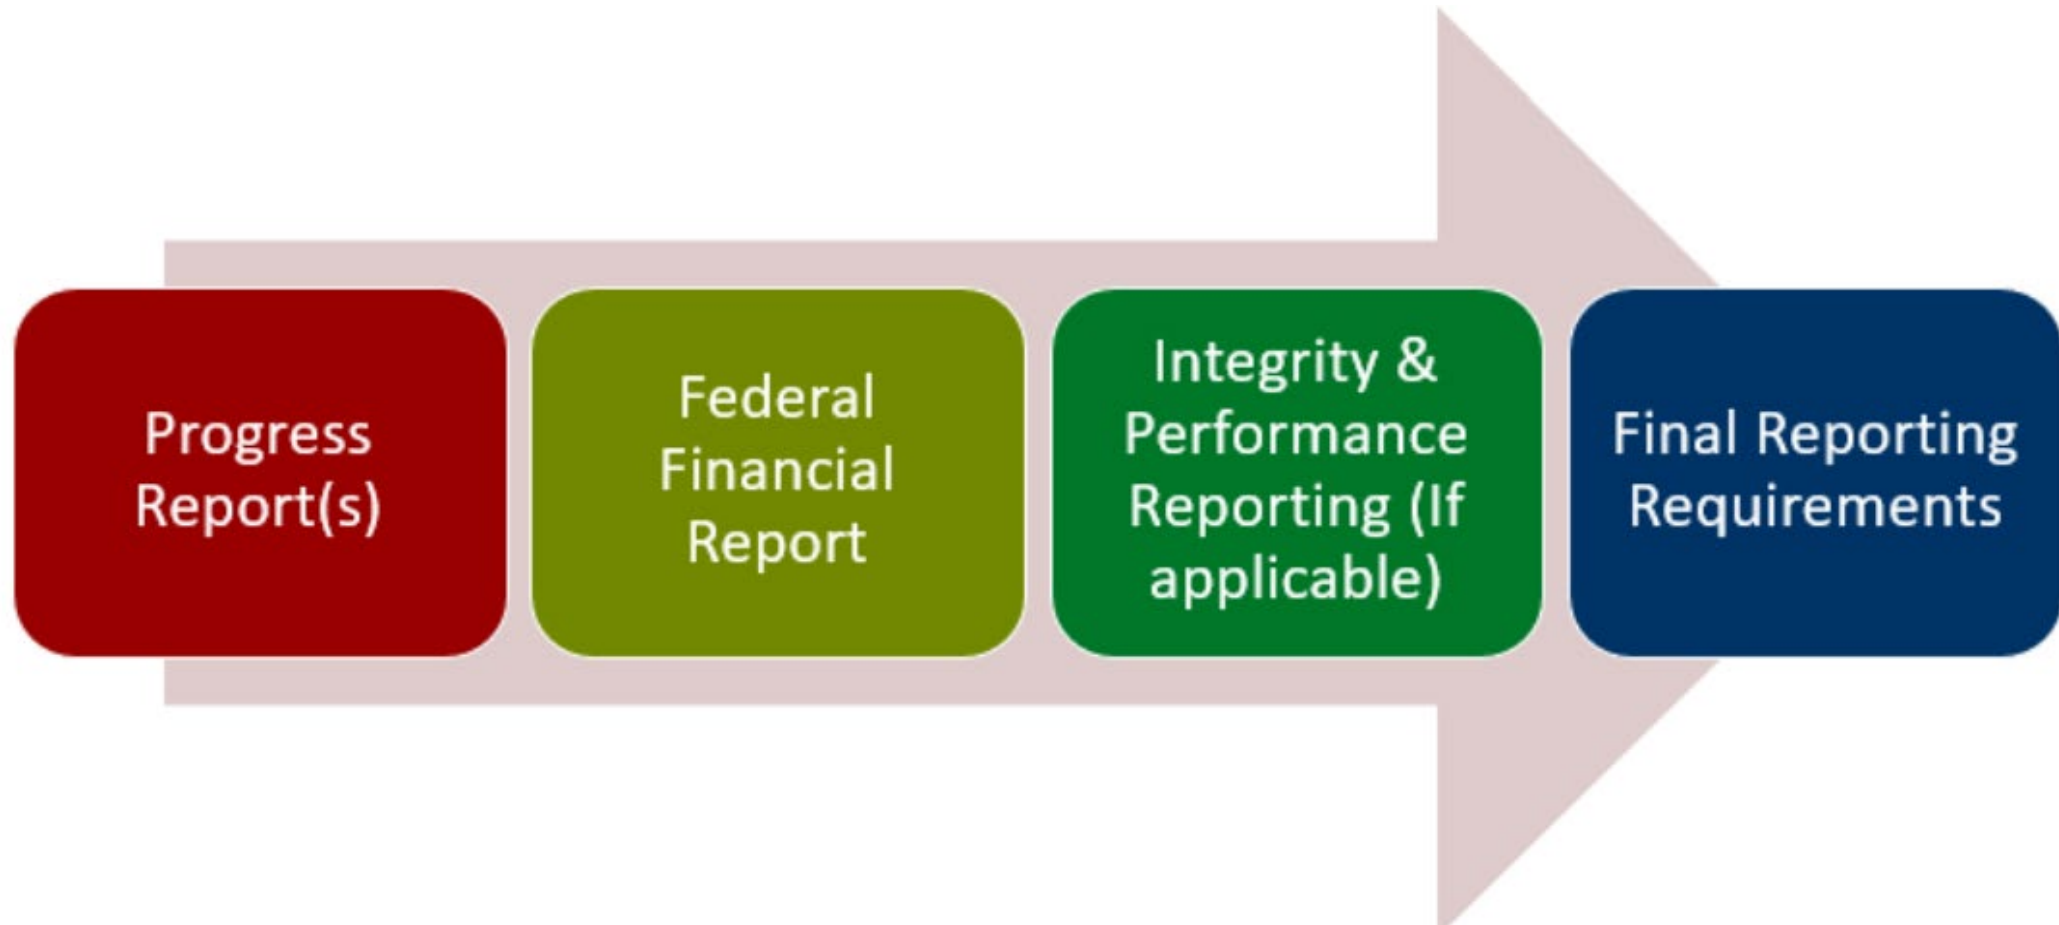 Progress
Report(s)
Federal
Financial
Report
Integrity &
Performance
Reporting (If
applicable)
Final Reporting
Requirements